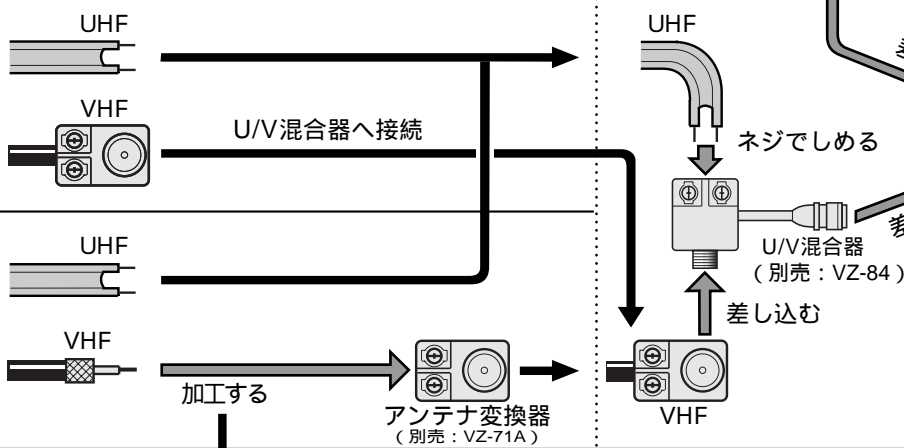 UHF
VHF
U/V混合器へ接続
UHF
VHF
加工する
アンテナ変換器
（別売：VZ-71A）
UHF
ネジでしめる
U/V混合器
（別売：VZ-84）
差し込む
VHF